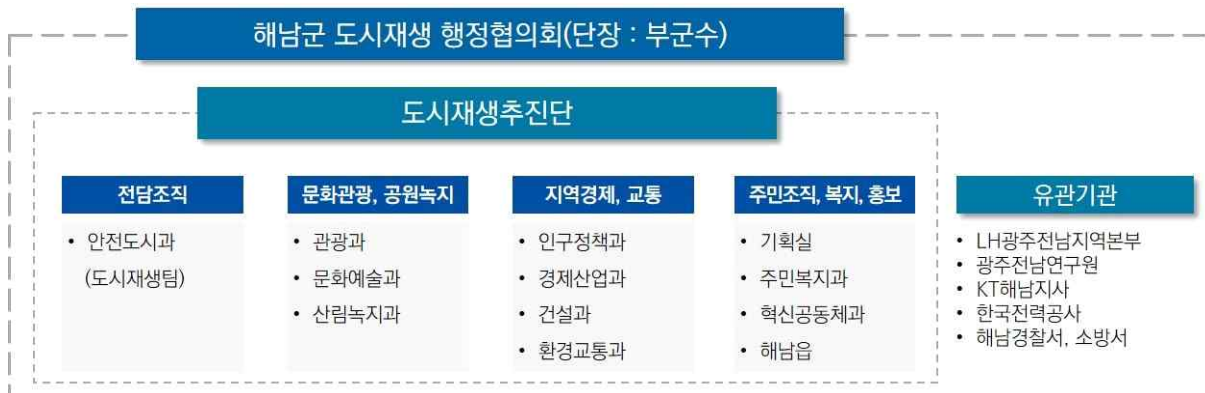 해남군 도시재생 행정협의회(단장 : 부군수)
도시재생추진단
전담조직
• 안전도시과
(도시재생팀)
문화관광, 공원녹지
• 관광과
• 문화예술과
• 산림녹지과
지역경제, 교통
• 인구정책과
• 경제산업과
• 건설과
• 환경교통과
주민조직, 복지, 홍보
• 기획실
• 주민복지과
• 혁신공동체과
• 해남읍
유관기관
• LH광주전남지역본부
• 광주전남연구원
• KT해남지사
• 한국전력공사
• 해남경찰서, 소방서